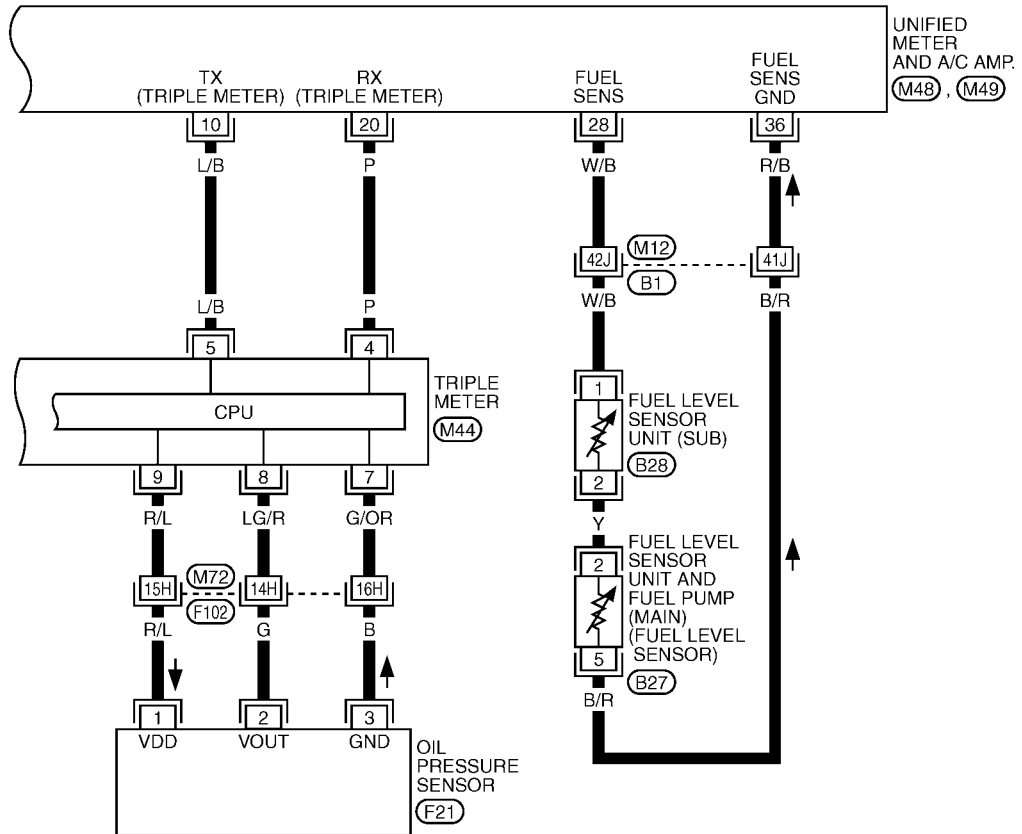 UNIFIED
METER
AND A/C AMP.
M48 , M49
TX
(TRIPLE METER)
RX
(TRIPLE METER)
FUEL
SENS
FUEL
SENS
GND
10
20
28
36
L/B
P
W/B
R/B
42J
M12
B1
41J
L/B
P
W/B
B/R
5
4
CPU
TRIPLE
METER
M44
1
FUEL LEVEL
SENSOR
UNIT (SUB)
B28
2
Y
9
8
7
R/L
LG/R
G/OR
15H
M72
F102
14H
16H
R/L
G
B
2
FUEL LEVEL
SENSOR
UNIT AND
FUEL PUMP
(MAIN)
(FUEL LEVEL
SENSOR)
5
B27
B/R
1
2
3
VDD
VOUT
GND
OIL
PRESSURE
SENSOR
F21